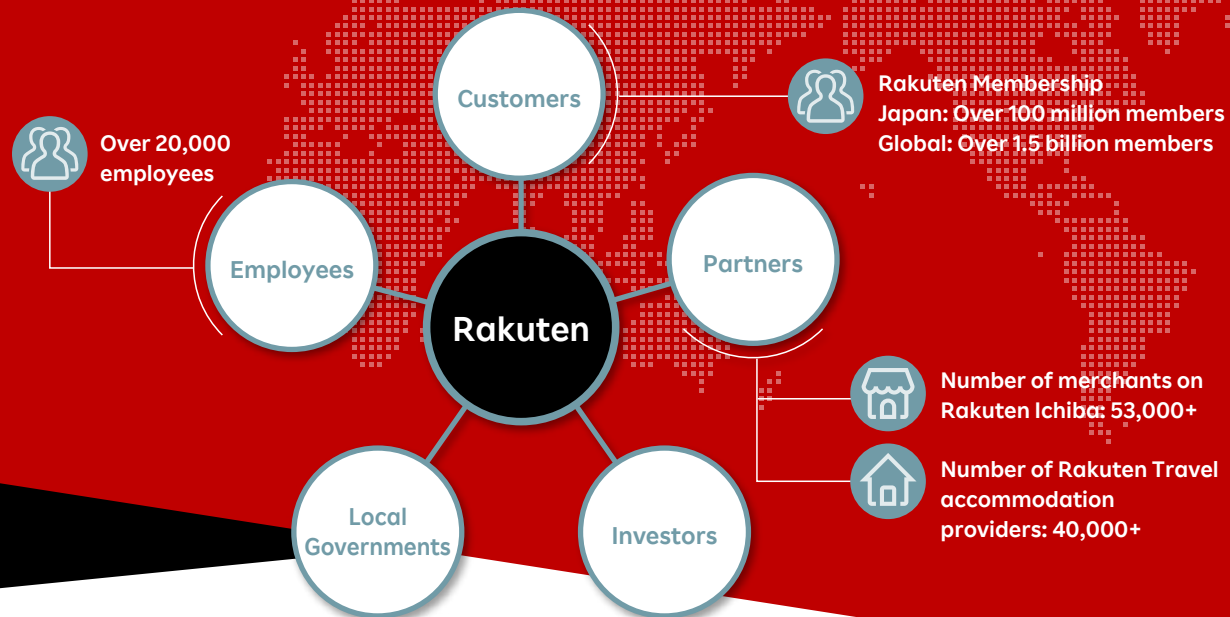 Customers
Rakuten Membership
Japan: Over 100 million members
Global: Over 1.5 billion members
Over 20,000
employees
Employees
Partners
Rakuten
Number of merchants on
Rakuten Ichiba: 53,000+
Number of Rakuten Travel
accommodation
providers: 40,000+
Local
Governments
Investors